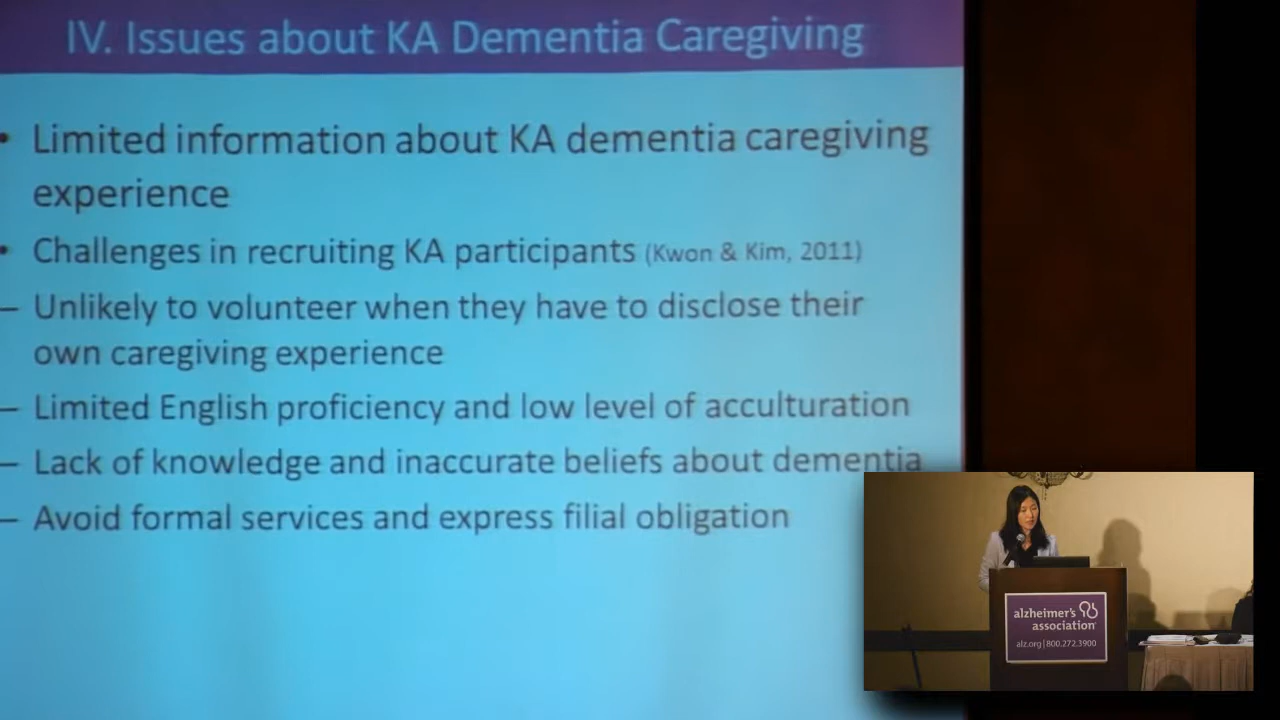 IV. Issues about KA Dementia Caregiving
• Limited information about KA dementia caregiving
experience
• Challenges in recruiting KA participants (Kwon & Kim, 2011)
– Unlikely to volunteer when they have to disclose their
own caregiving experience
– Limited English proficiency and low level of acculturation
– Lack of knowledge and inaccurate beliefs about dementia
– Avoid formal services and express filial obligation
alzheimer's
association
alz.org | 800.272.3900